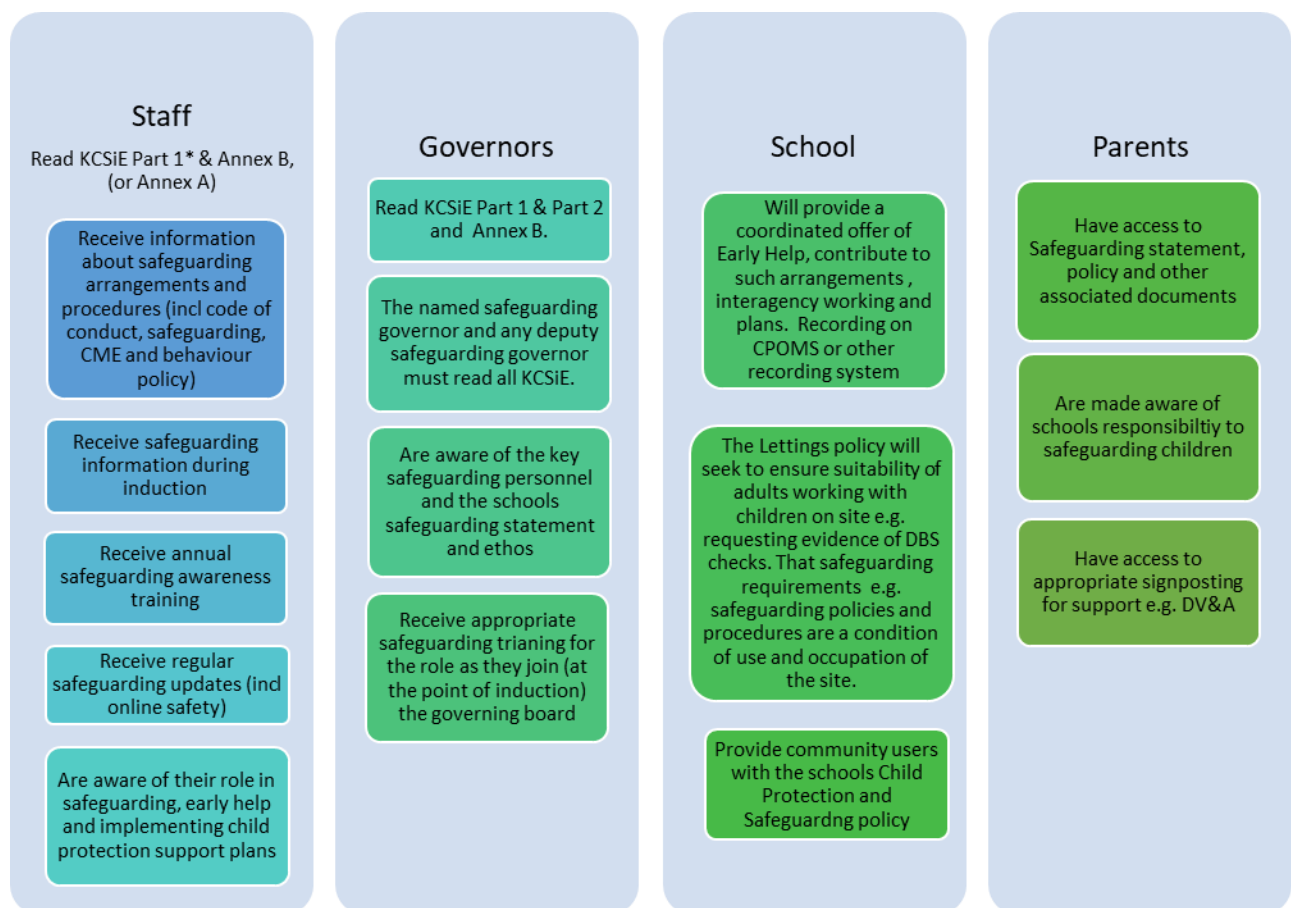 Staff
Read KCSiE Part 1* & Annex B,
(or Annex A)
Receive information
about safeguarding
arrangements and
procedures (incl code of
conduct, safeguarding,
CME and behaviour
policy)
Receive safeguarding
information during
induction
Receive annual
safeguarding awareness
training
Receive regular
safeguarding updates (incl
online safety)
Are aware of their role in
safeguarding, early help
and implementing child
protection support plans
Governors
Read KCSiE Part 1 & Part 2
and Annex B.
The named safeguarding
governor and any deputy
safeguarding governor
must read all KCSiE.
Are aware of the key
safeguarding personnel
and the schools
safeguarding statement
and ethos
Receive appropriate
safeguarding trianing for
the role as they join (at
the point of induction)
the governing board
School
Will provide a
coordinated offer of
Early Help, contribute to
such arrangements ,
interagency working and
plans. Recording on
CPOMS or other
recording system
The Lettings policy will
seek to ensure suitability of
adults working with
children on site e.g.
requesting evidence of DBS
checks. That safeguarding
requirements e.g.
safeguarding policies and
procedures are a condition
of use and occupation of
the site.
Provide community users
with the schools Child
Protection and
Safeguardng policy
Parents
Have access to
Safeguarding statement,
policy and other
associated documents
Are made aware of
schools responsibiltiy to
safeguarding children
Have access to
appropriate signposting
for support e.g. DV&A